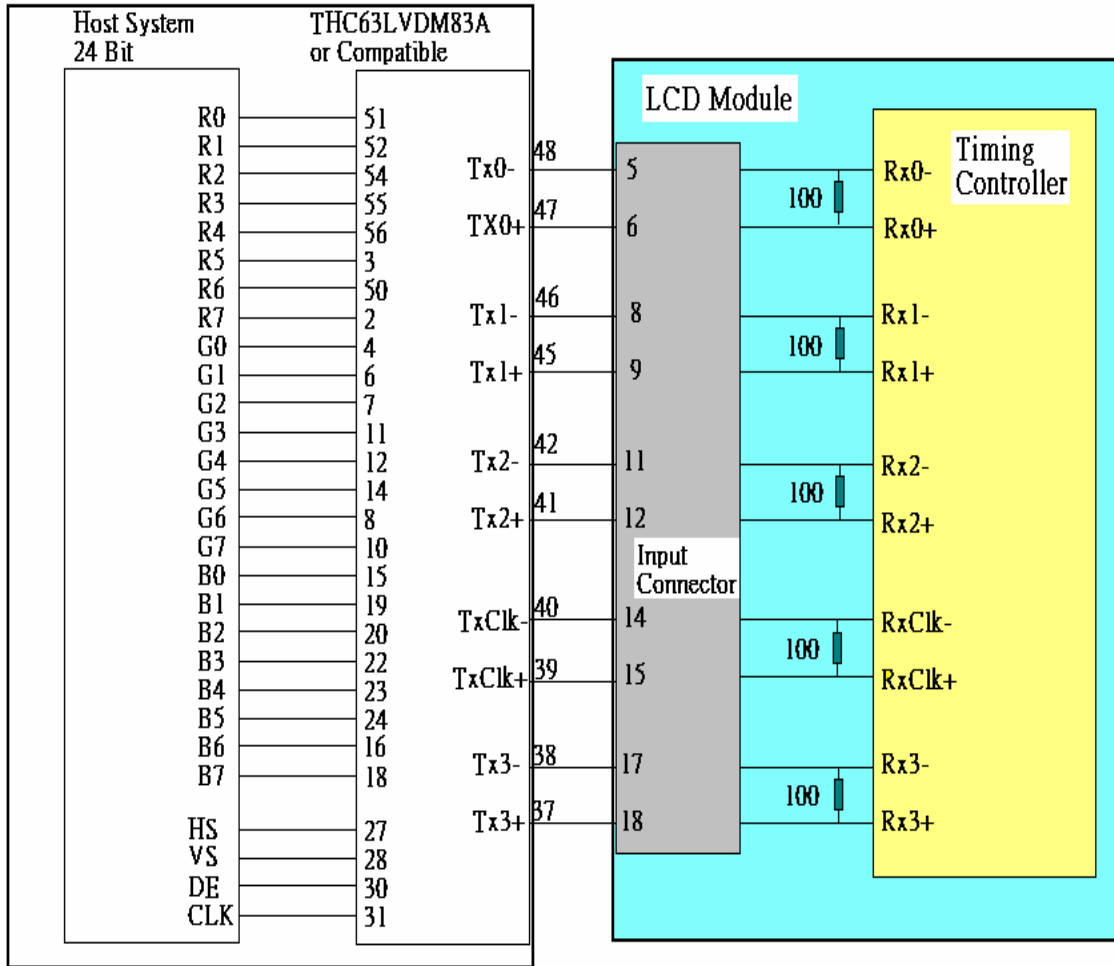 Host System
24 Bit
THC63LVDM83A
or Compatible
R0 51
R1 52
R2 54
R3 55
R4 56
R5 3
R6 50
R7 2
G0 4
G1 6
G2 7
G3 11
G4 12
G5 14
G6 8
G7 10
B0 15
B1 19
B2 20
B3 22
B4 23
B5 24
B6 16
B7 18
HS 27
VS 28
DE 30
CLK 31
LCD Module
Timing
Controller
Input
Connector
Tx0- 48 5 Rx0-
100
TX0+ 47 6 Rx0+
Tx1- 46 8 Rx1-
100
Tx1+ 45 9 Rx1+
Tx2- 42 11 Rx2-
100
Tx2+ 41 12 Rx2+
TxClk- 40 14 RxClk-
100
TxClk+ 39 15 RxClk+
Tx3- 38 17 Rx3-
100
Tx3+ 37 18 Rx3+